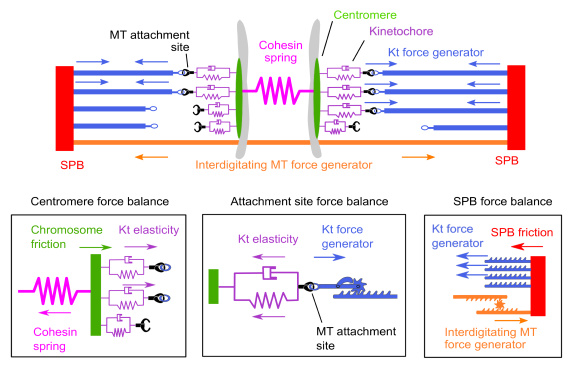 Centromere
MT attachment
site
Kinetochore
Cohesin
spring
Kt force generator
SPB
Interdigitating MT force generator
SPB
Centromere force balance
Attachment site force balance
SPB force balance
Chromosome
friction
Kt elasticity
Cohesin
spring
Kt elasticity
Kt force
generator
MT attachment
site
Kt force
generator
SPB friction
Interdigitating MT
force generator